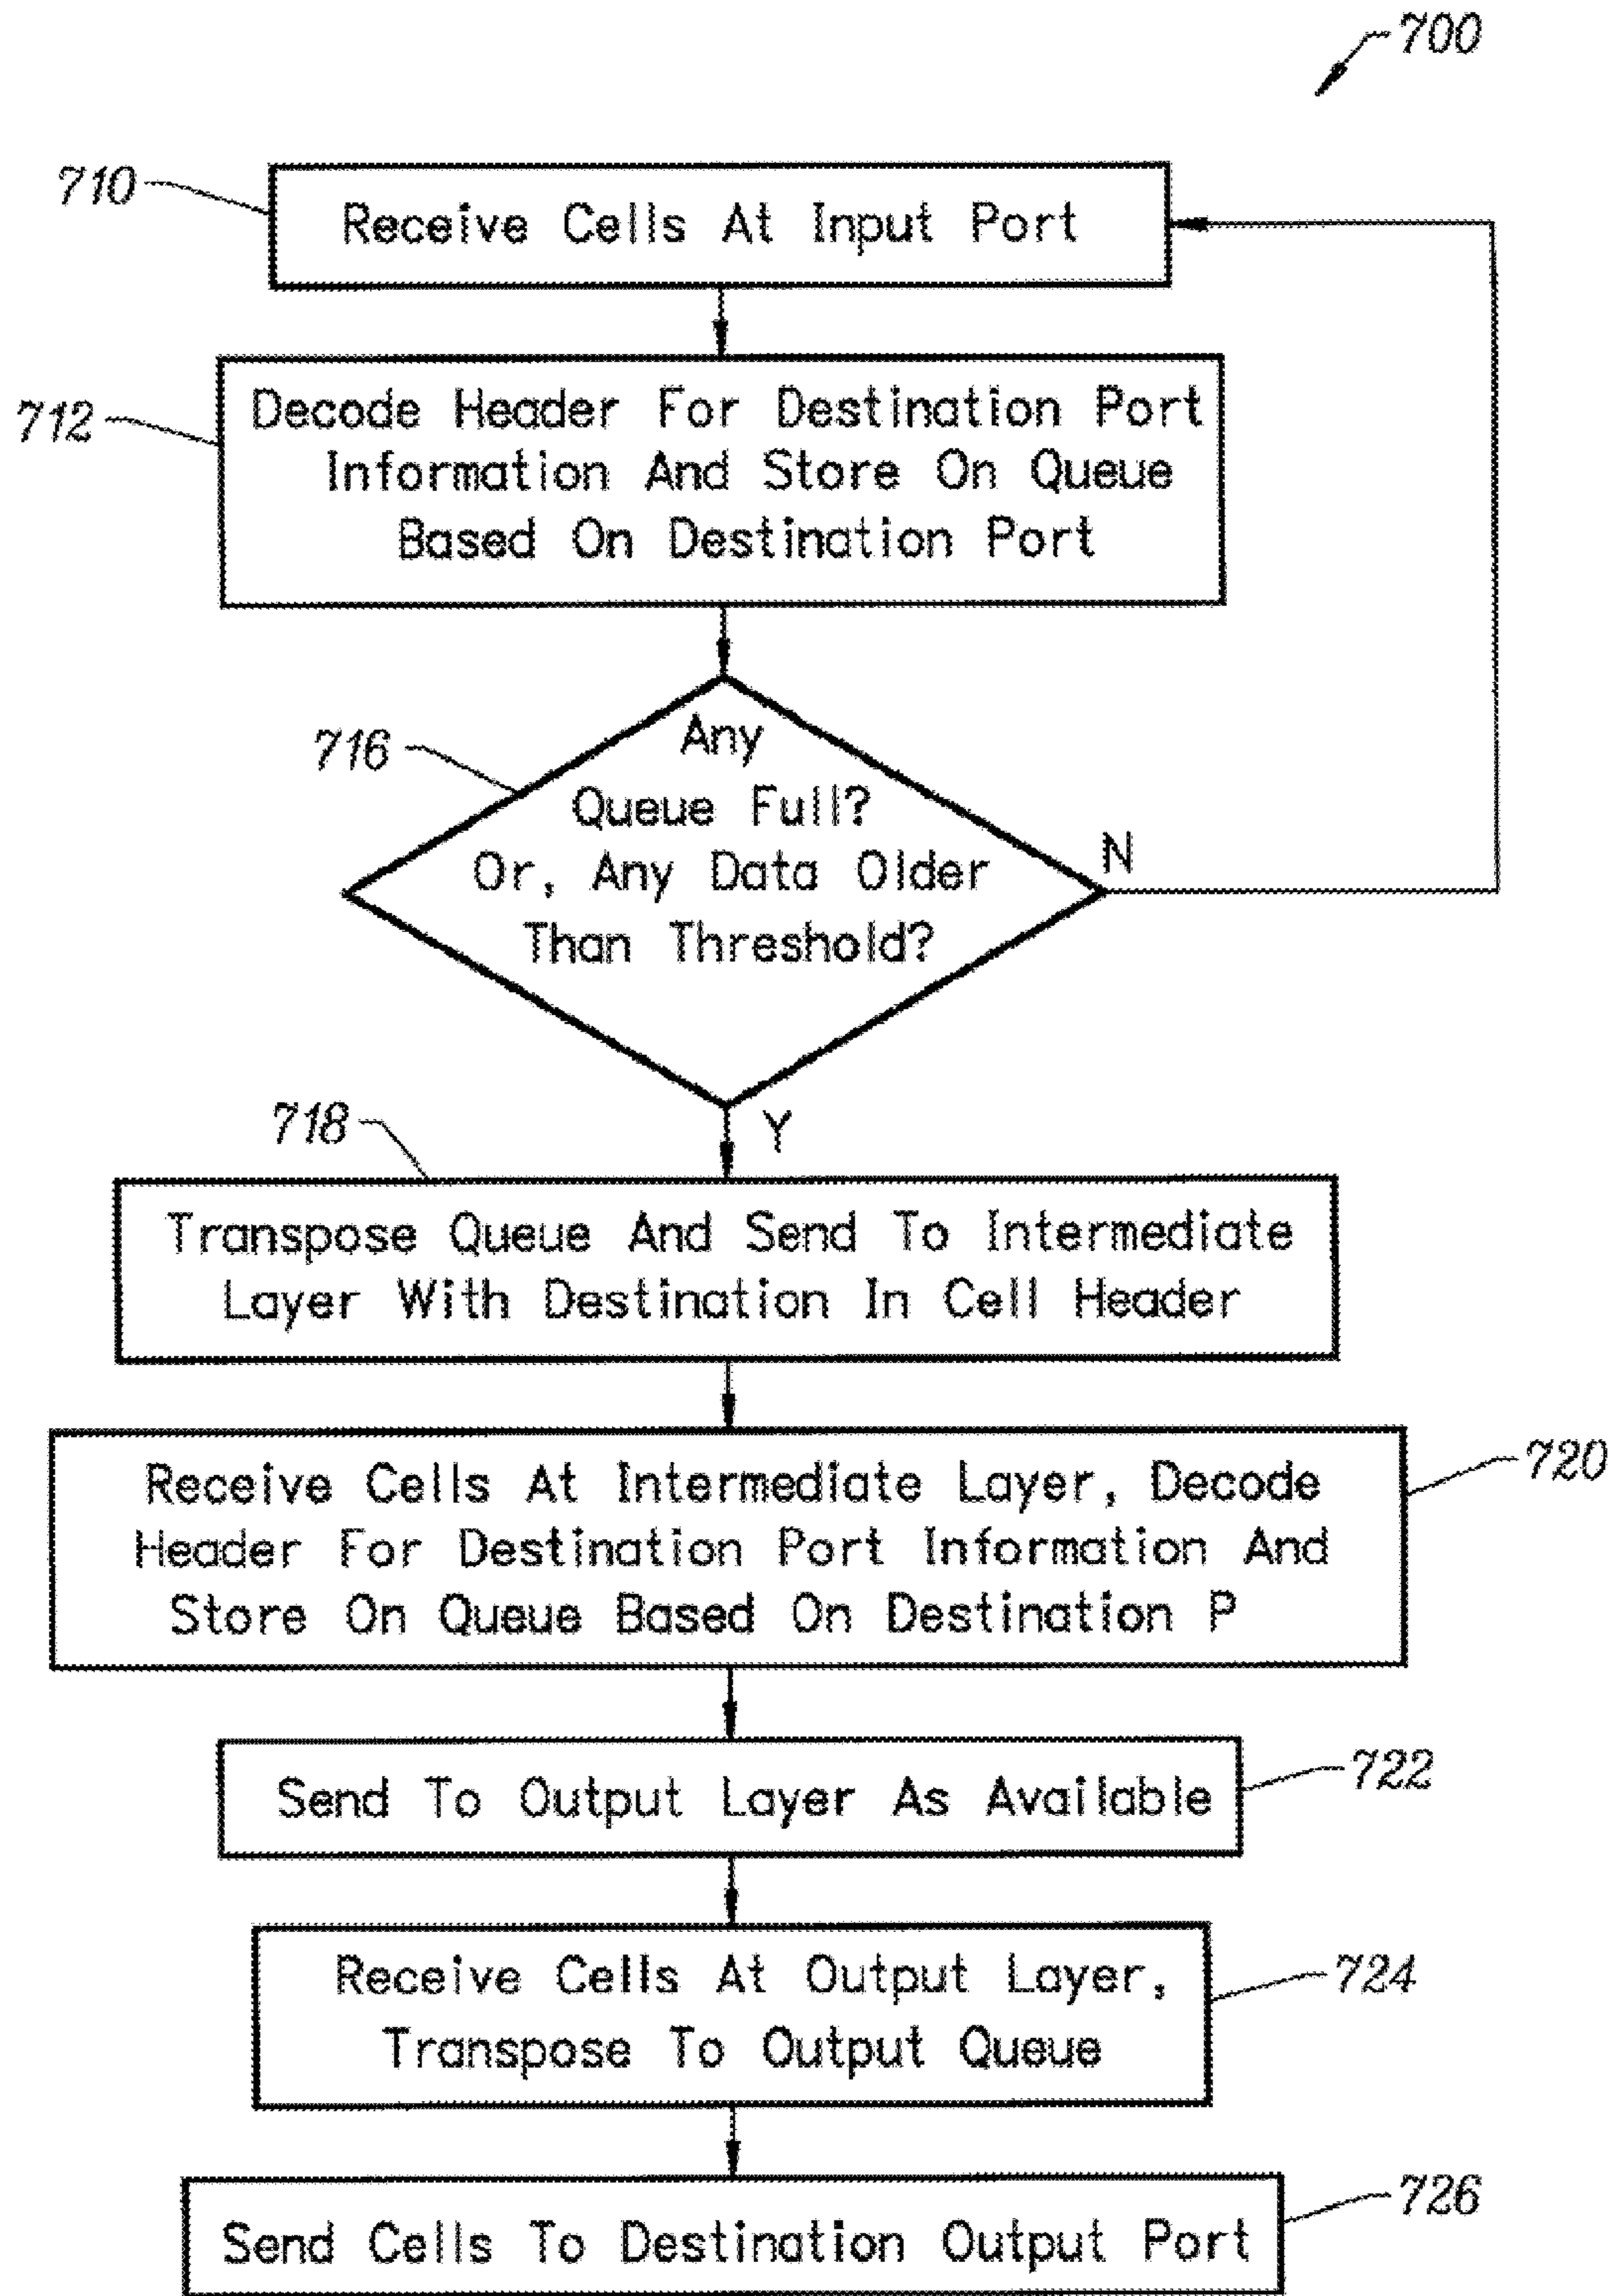 700
710
Receive Cells At Input Port
712
Decode Header For Destination Port
Information And Store On Queue
Based On Destination Port
716
Any
Queue Full?
Or, Any Data Older
Than Threshold?
N
Y
718
Transpose Queue And Send To Intermediate
Layer With Destination In Cell Header
720
Receive Cells At Intermediate Layer, Decode
Header For Destination Port Information And
Store On Queue Based On Destination P
722
Send To Output Layer As Available
724
Receive Cells At Output Layer,
Transpose To Output Queue
726
Send Cells To Destination Output Port